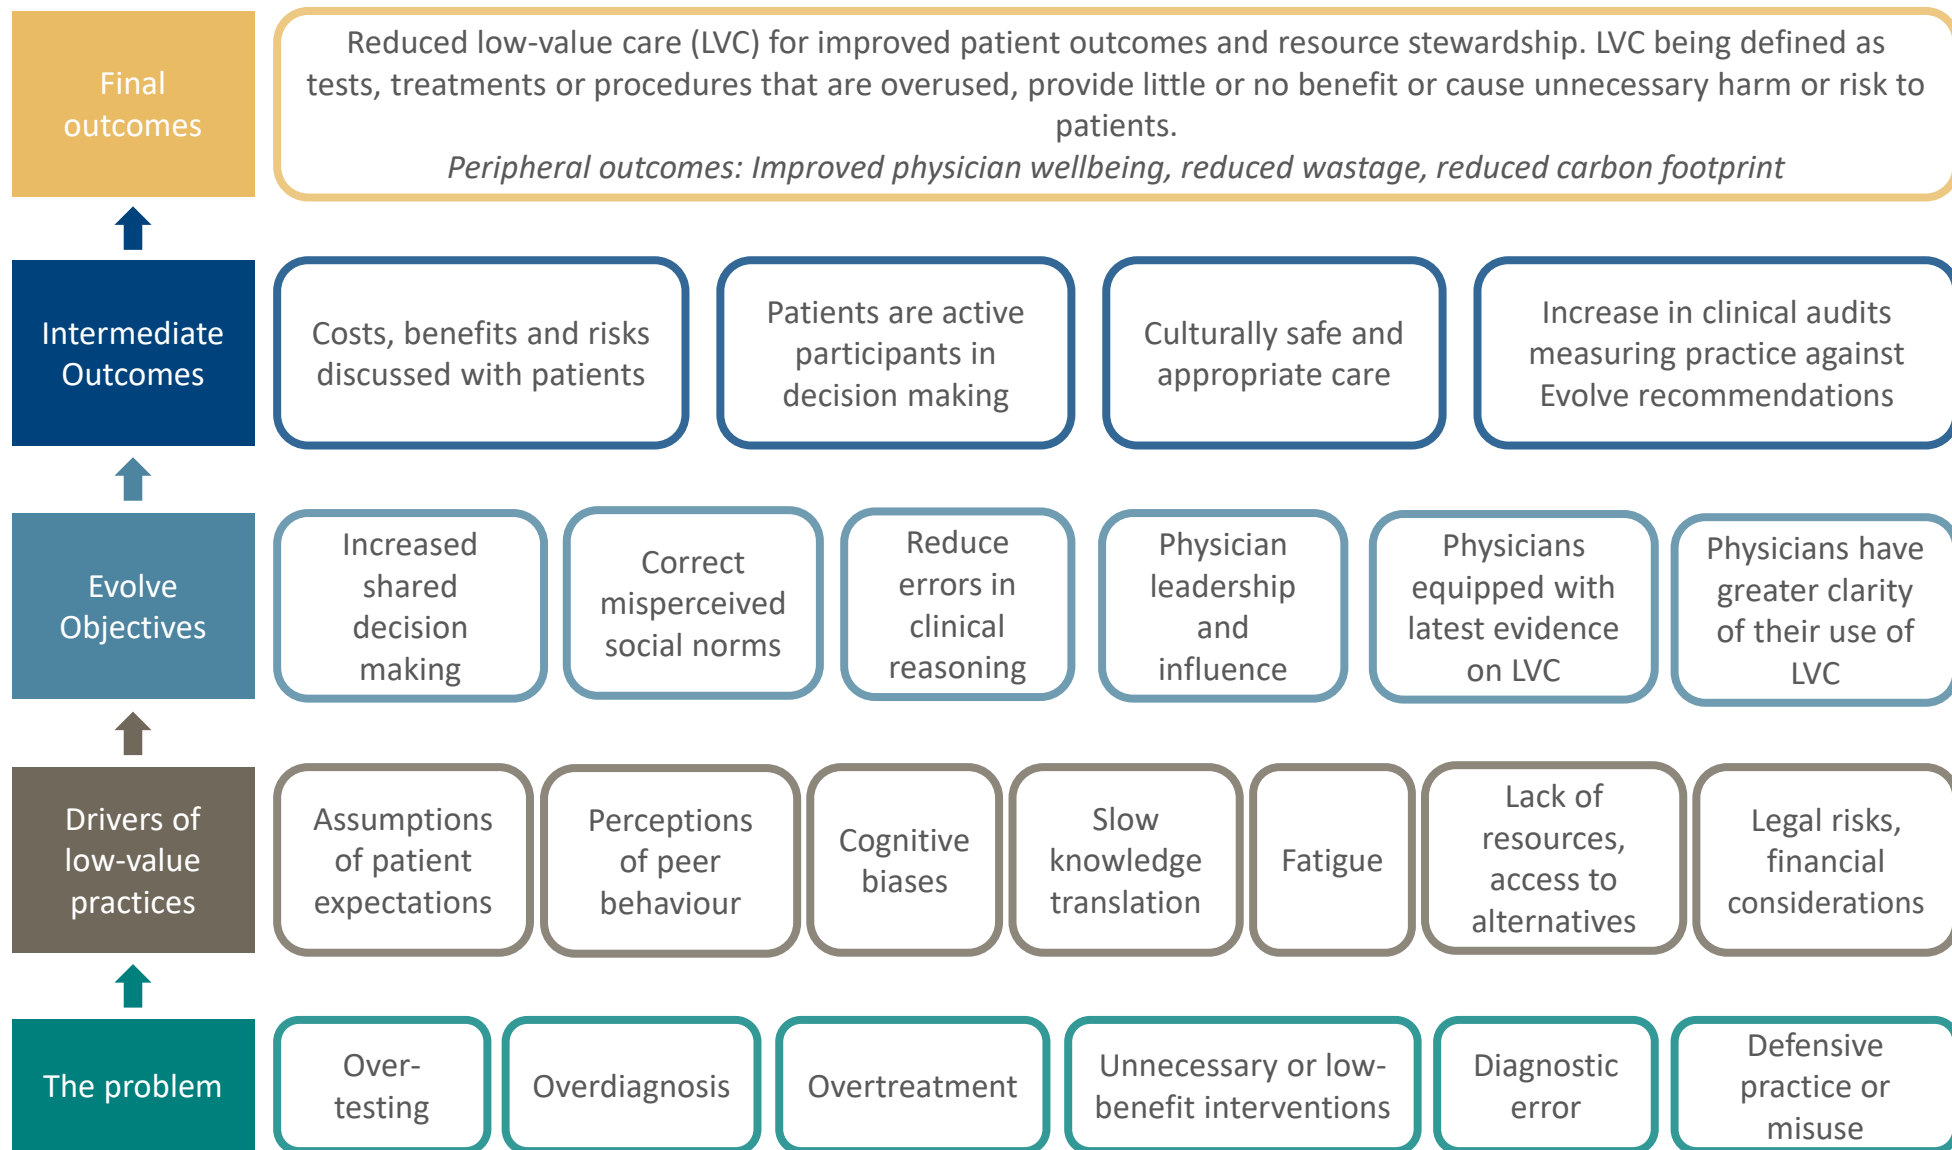 Final
outcomes
Reduced low-value care (LVC) for improved patient outcomes and resource stewardship. LVC being defined as
tests, treatments or procedures that are overused, provide little or no benefit or cause unnecessary harm or risk to
patients.
Peripheral outcomes: Improved physician wellbeing, reduced wastage, reduced carbon footprint
Intermediate
Outcomes
Costs, benefits and risks
discussed with patients
Patients are active
participants in
decision making
Culturally safe and
appropriate care
Increase in clinical audits
measuring practice against
Evolve recommendations
Evolve
Objectives
Increased
shared
decision
making
Correct
misperceived
social norms
Reduce
errors in
clinical
reasoning
Physician
leadership
and
influence
Physicians
equipped with
latest evidence
on LVC
Physicians have
greater clarity
of their use of
LVC
Drivers of
low-value
practices
Assumptions
of patient
expectations
Perceptions
of peer
behaviour
Cognitive
biases
Slow
knowledge
translation
Fatigue
Lack of
resources,
access to
alternatives
Legal risks,
financial
considerations
The problem
Over-
testing
Overdiagnosis
Overtreatment
Unnecessary or low-
benefit interventions
Diagnostic
error
Defensive
practice or
misuse